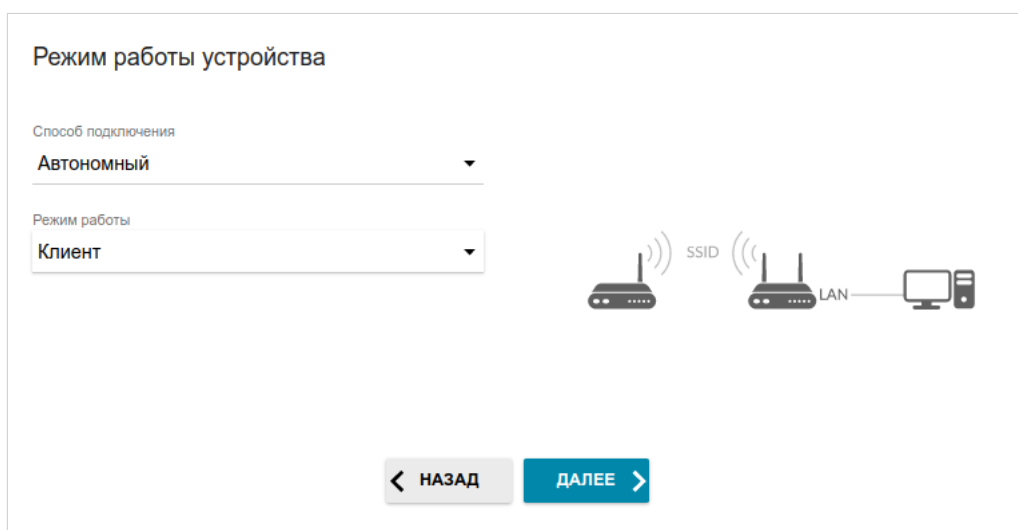 Режим работы устройства
Способ подключения
Автономный
Режим работы
Клиент
SSID
LAN
НАЗАД
ДАЛЕЕ